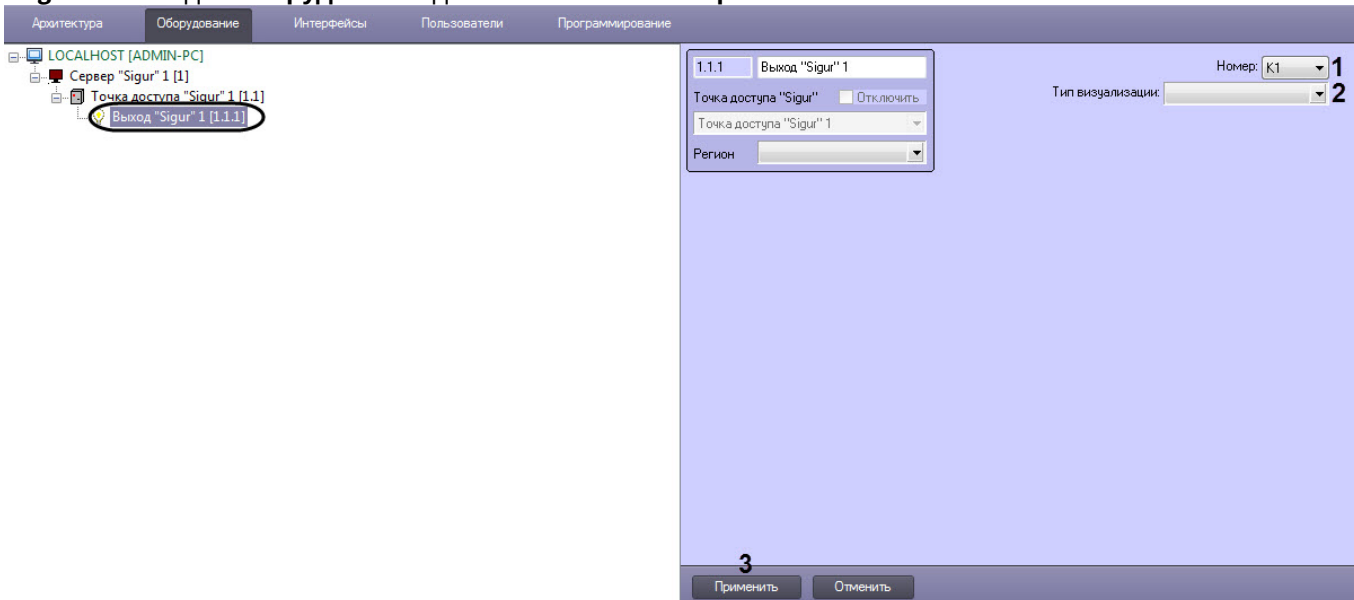 Архитектура Оборудование Интерфейсы Пользователи Программирование
LOCALHOST [ADMIN-PC]
Сервер "Sigur" 1 [1]
Точка доступа "Sigur" 1 [1.1]
Выход "Sigur" 1 [1.1.1]
1.1.1 Выход "Sigur" 1
Точка доступа "Sigur" Отключить
Точка доступа "Sigur" 1
Регион
Номер: К1 1
Тип визуализации: 2
3
Применить Отменить